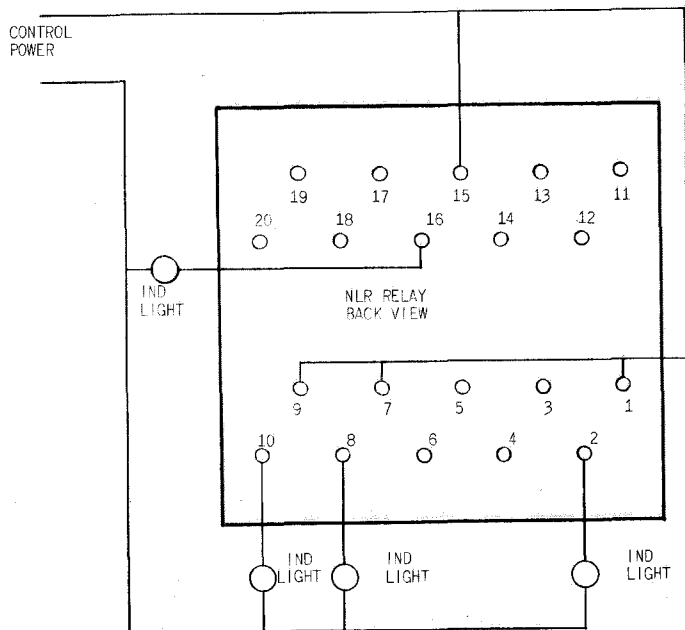 CONTROL
POWER
19
17
15
13
11
20
18
16
14
12
IND
LIGHT
NLR RELAY
BACK VIEW
9
7
5
3
1
10
8
6
4
2
IND
LIGHT
IND
LIGHT
IND
LIGHT